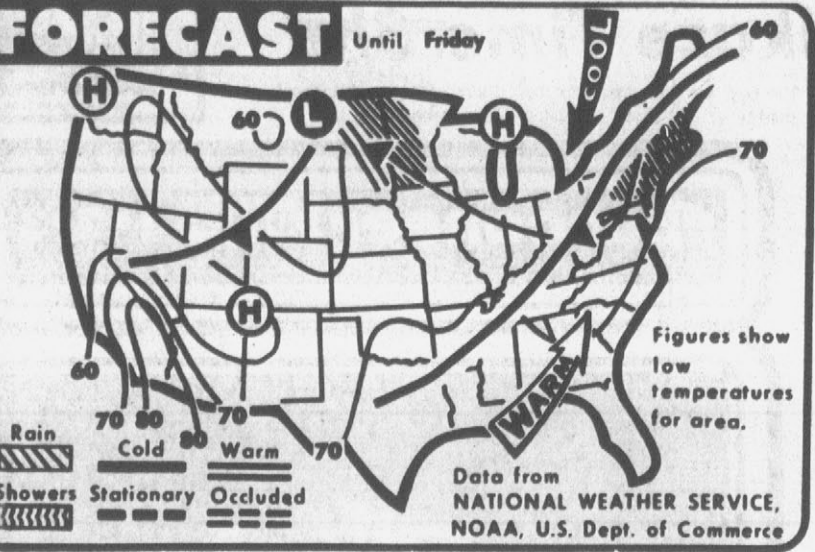 FORECAST Until Friday
COOL
60
H
L
60
H
70
H
60
70
80
80
70
70
WARM
Figures show
low
temperatures
for area.
Rain
Cold
Warm
Showers
Stationary
Occluded
Data from
NATIONAL WEATHER SERVICE,
NOAA, U.S. Dept. of Commerce